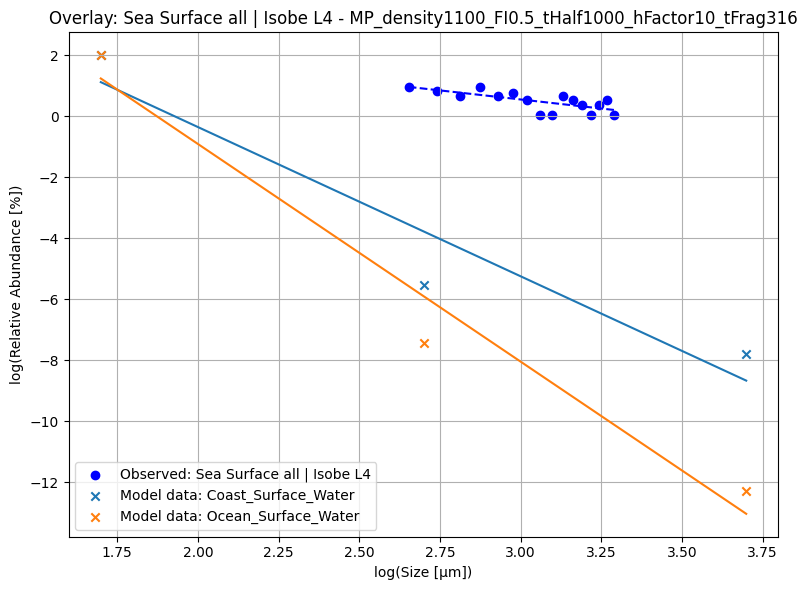 Overlay: Sea Surface all | Isobe L4 - MP_density1100_FI0.5_tHalf1000_hFactor10_tFrag316
log(Relative Abundance [%])
2
0
−2
−4
−6
−8
−10
−12
Observed: Sea Surface all | Isobe L4
Model data: Coast_Surface_Water
Model data: Ocean_Surface_Water
1.75 2.00 2.25 2.50 2.75 3.00 3.25 3.50 3.75
log(Size [µm])